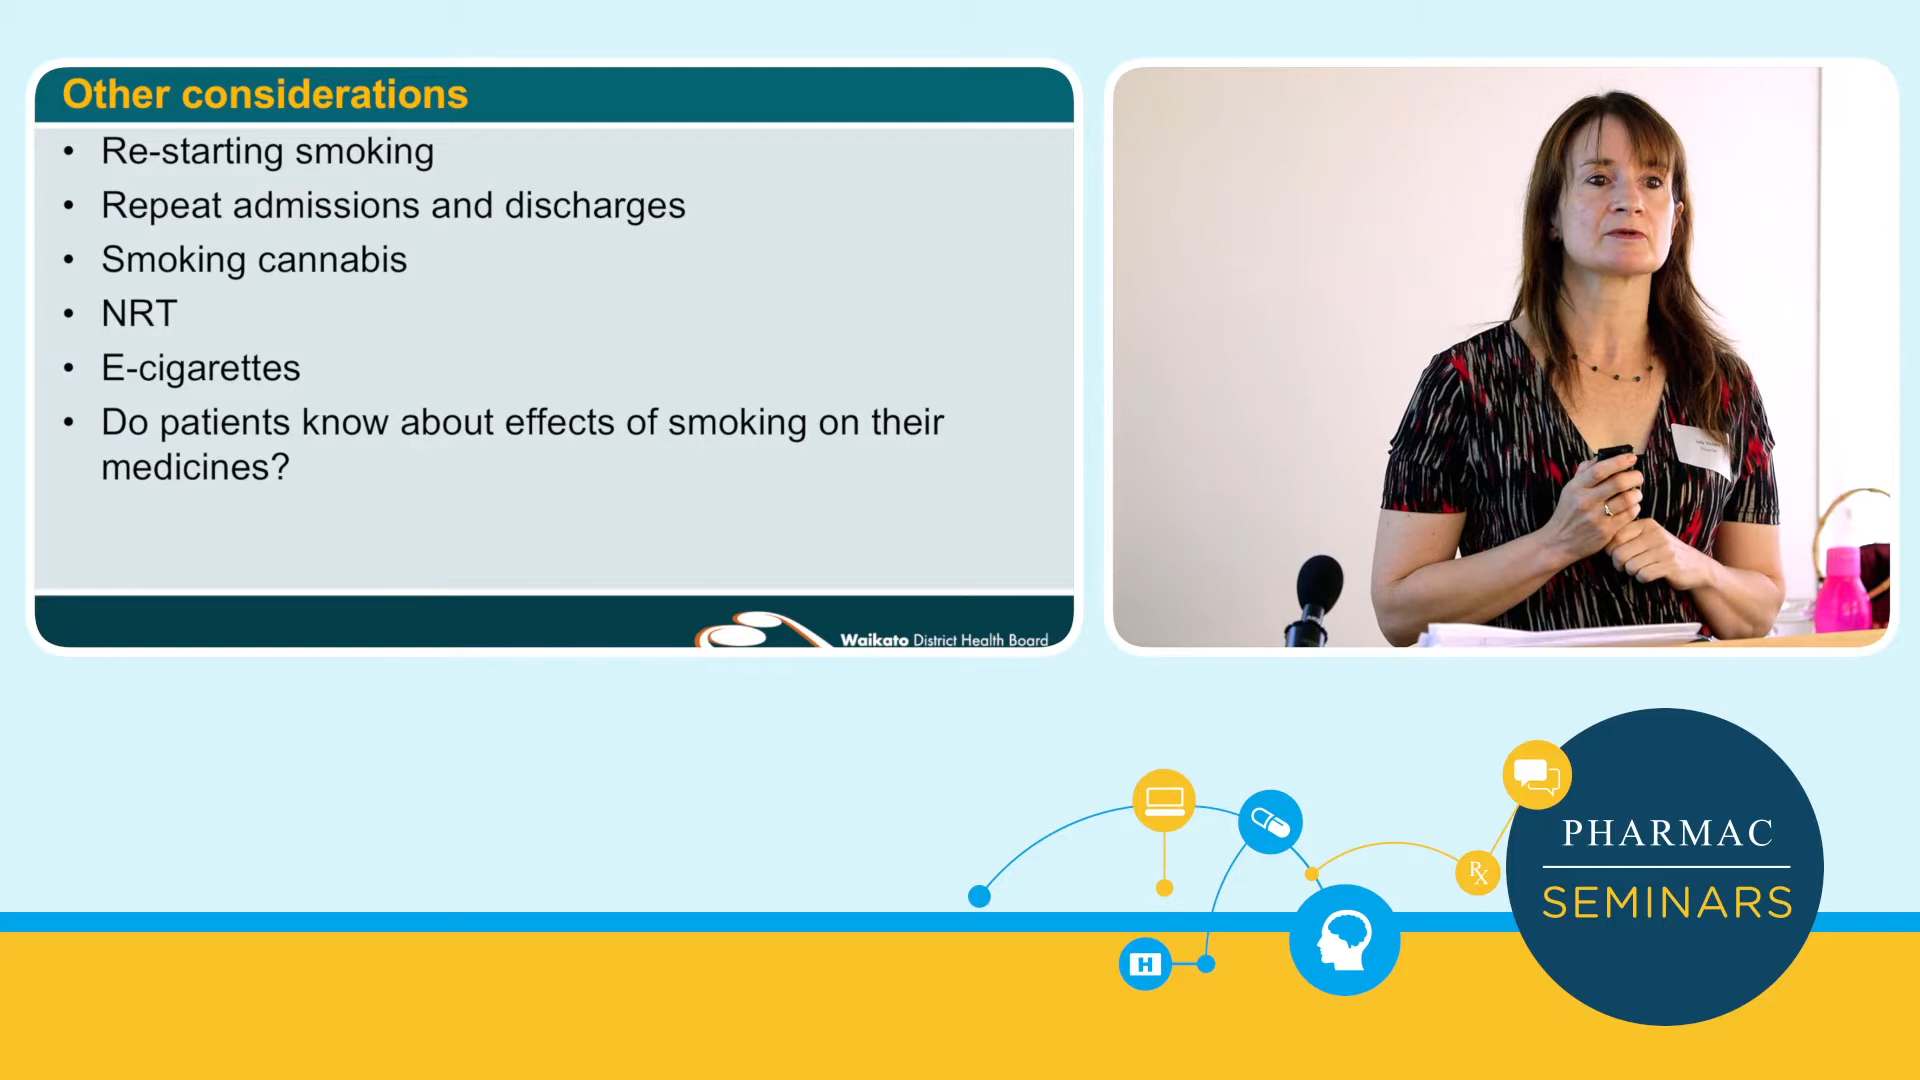 Other considerations
• Re-starting smoking
• Repeat admissions and discharges
• Smoking cannabis
• NRT
• E-cigarettes
• Do patients know about effects of smoking on their
medicines?
Waikato District Health Board
PHARMAC
SEMINARS
Rx
H